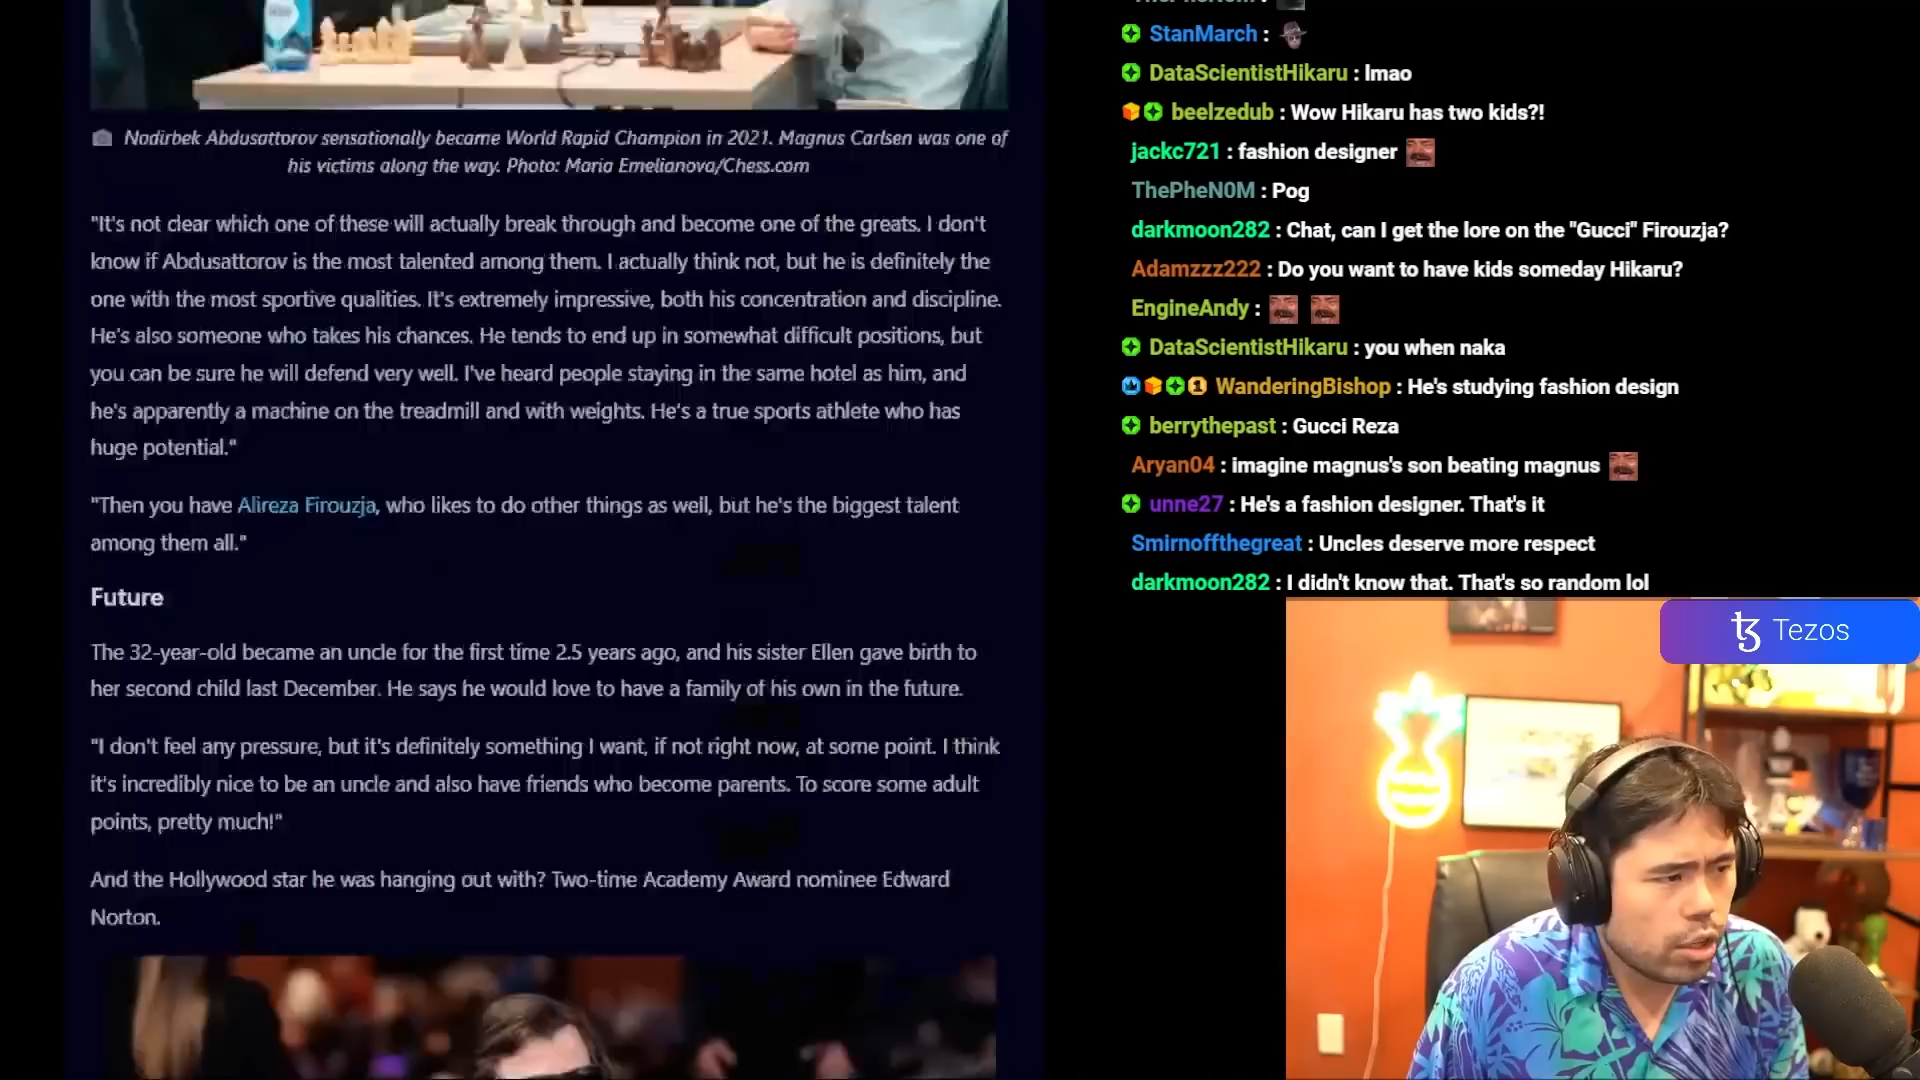 Nodirbek Abdusattorov sensationally became World Rapid Champion in 2021. Magnus Carlsen was one of
his victims along the way. Photo: Maria Emelianova/Chess.com
"It's not clear which one of these will actually break through and become one of the greats. I don't
know if Abdusattorov is the most talented among them. I actually think not, but he is definitely the
one with the most sportive qualities. It's extremely impressive, both his concentration and discipline.
He's also someone who takes his chances. He tends to end up in somewhat difficult positions, but
you can be sure he will defend very well. I've heard people staying in the same hotel as him, and
he's apparently a machine on the treadmill and with weights. He's a true sports athlete who has
huge potential."
"Then you have Alireza Firouzja, who likes to do other things as well, but he's the biggest talent
among them all."
Future
The 32-year-old became an uncle for the first time 2.5 years ago, and his sister Ellen gave birth to
her second child last December. He says he would love to have a family of his own in the future.
"I don't feel any pressure, but it's definitely something I want, if not right now, at some point. I think
it's incredibly nice to be an uncle and also have friends who become parents. To score some adult
points, pretty much!"
And the Hollywood star he was hanging out with? Two-time Academy Award nominee Edward
Norton.
StanMarch :
DataScientistHikaru : lmao
beelzedub : Wow Hikaru has two kids?!
jackc721 : fashion designer
ThePheN0M : Pog
darkmoon282 : Chat, can I get the lore on the "Gucci" Firouzja?
Adamzzz222 : Do you want to have kids someday Hikaru?
EngineAndy :
DataScientistHikaru : you when naka
WanderingBishop : He's studying fashion design
berrythepast : Gucci Reza
Aryan04 : imagine magnus's son beating magnus
unne27 : He's a fashion designer. That's it
Smirnoffthegreat : Uncles deserve more respect
darkmoon282 : I didn't know that. That's so random lol
Tezos